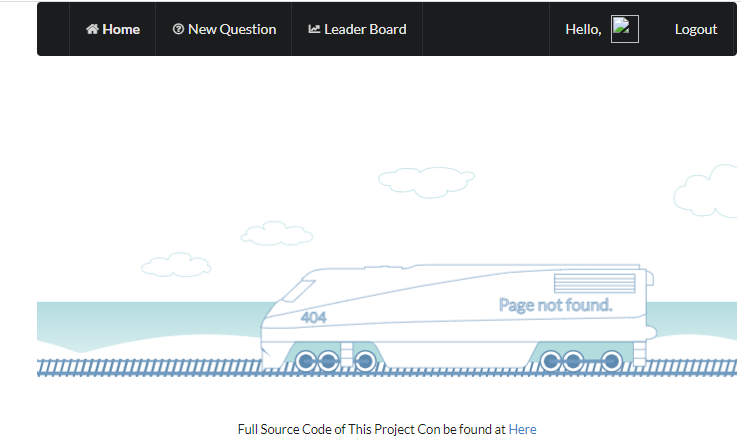 Home New Question Leader Board Hello, Logout
Page not found.
404
Full Source Code of This Project Con be found at Here